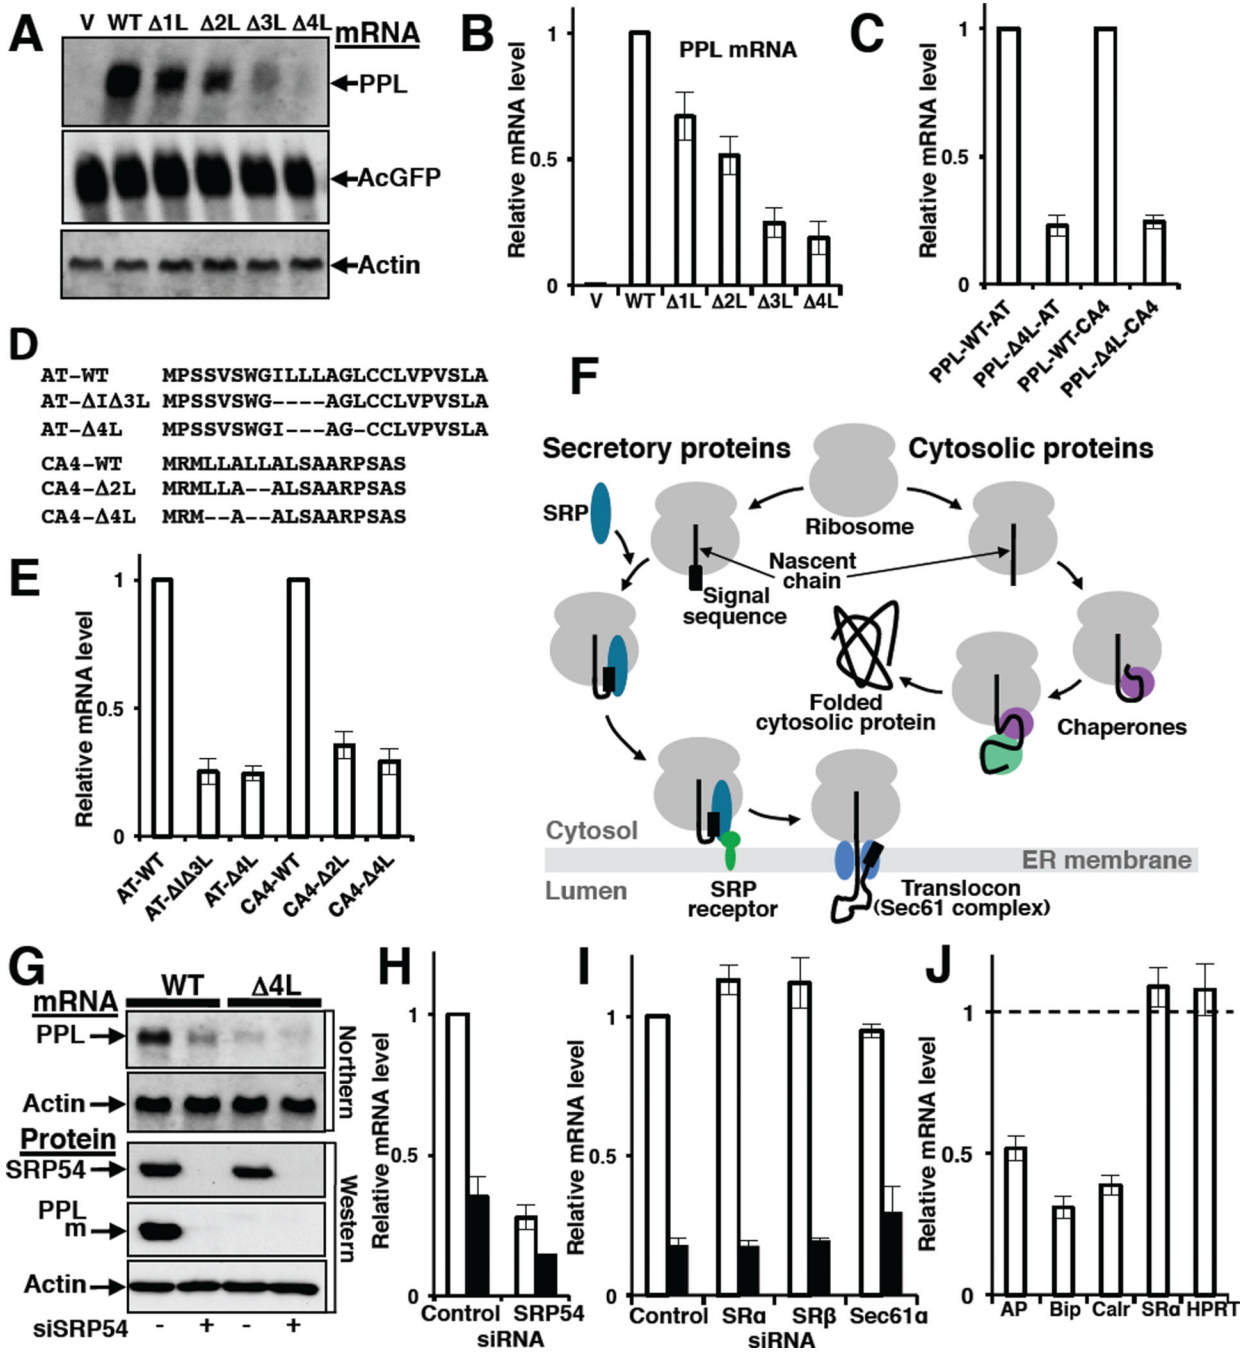 A
V WT Δ1L Δ2L Δ3L Δ4L
mRNA
PPL
AcGFP
Actin
B
PPL mRNA
Relative mRNA level
1
0.5
0
V WT Δ1L Δ2L Δ3L Δ4L
C
Relative mRNA level
1
0.5
0
PPL-WT-AT
PPL-Δ4L-AT
PPL-WT-CA4
PPL-Δ4L-CA4
D
AT-WT MPSSVSWGILLLAGLCCLVPVSLA
AT-ΔIΔ3L MPSSVSWG----AGLCCLVPVSLA
AT-Δ4L MPSSVSWGI---AG-CCLVPVSLA
CA4-WT MRMLLALLALSAARPSAS
CA4-Δ2L MRMLLA--ALSAARPSAS
CA4-Δ4L MRM--A--ALSAARPSAS
E
Relative mRNA level
1
0.5
0
AT-WT
AT-ΔIΔ3L
AT-Δ4L
CA4-WT
CA4-Δ2L
CA4-Δ4L
F
Secretory proteins
Cytosolic proteins
SRP
Ribosome
Nascent
chain
Signal
sequence
Folded
cytosolic protein
Chaperones
Cytosol
ER membrane
Lumen
SRP
receptor
Translocon
(Sec61 complex)
G
WT Δ4L
mRNA
PPL
Actin
Northern
Protein
SRP54
PPL
m
Actin
Western
siSRP54 - + - +
H
Relative mRNA level
1
0.5
0
Control SRP54
siRNA
I
Relative mRNA level
1
0.5
0
Control SRα SRβ Sec61α
siRNA
J
Relative mRNA level
1
0.5
0
AP Bip Calr SRα HPRT